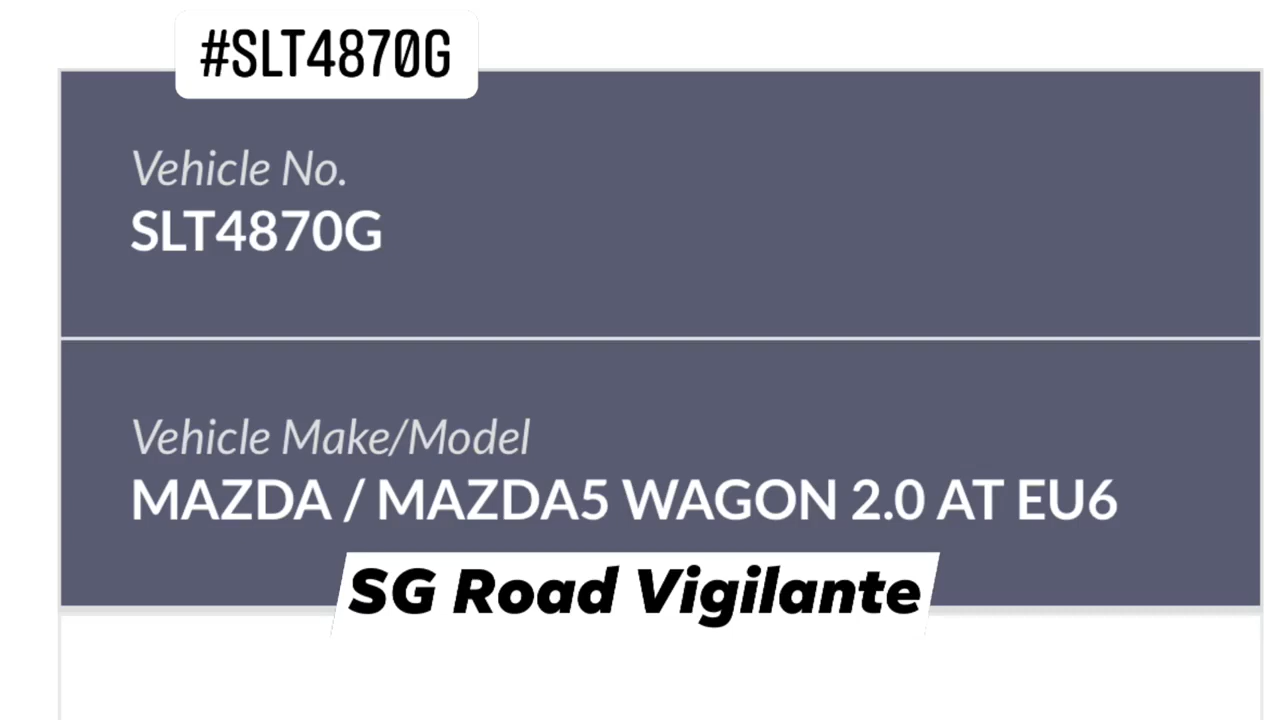 #SLT4870G
Vehicle No.
SLT4870G
Vehicle Make/Model
MAZDA / MAZDA5 WAGON 2.0 AT EU6
SG Road Vigilante